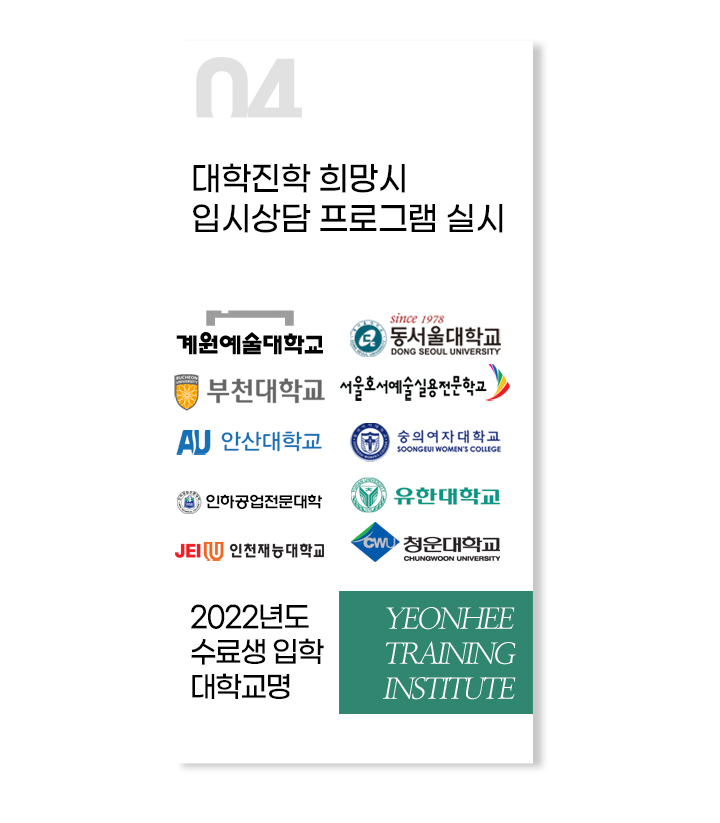 04
대학진학 희망시
입시상담 프로그램 실시
계원예술대학교
since 1978
동서울대학교
DONG SEOUL UNIVERSITY
BUCHEON
UNIVERSITY
부천대학교
서울호서예술실용전문학교
AU 안산대학교
숭의여자대학교
SOONGEUI WOMEN'S COLLEGE
인하공업전문대학
유한대학교
JEIU 인천재능대학교
CWU 청운대학교
CHUNGWOON UNIVERSITY
2022년도
수료생 입학
대학교명
YEONHEE
TRAINING
INSTITUTE